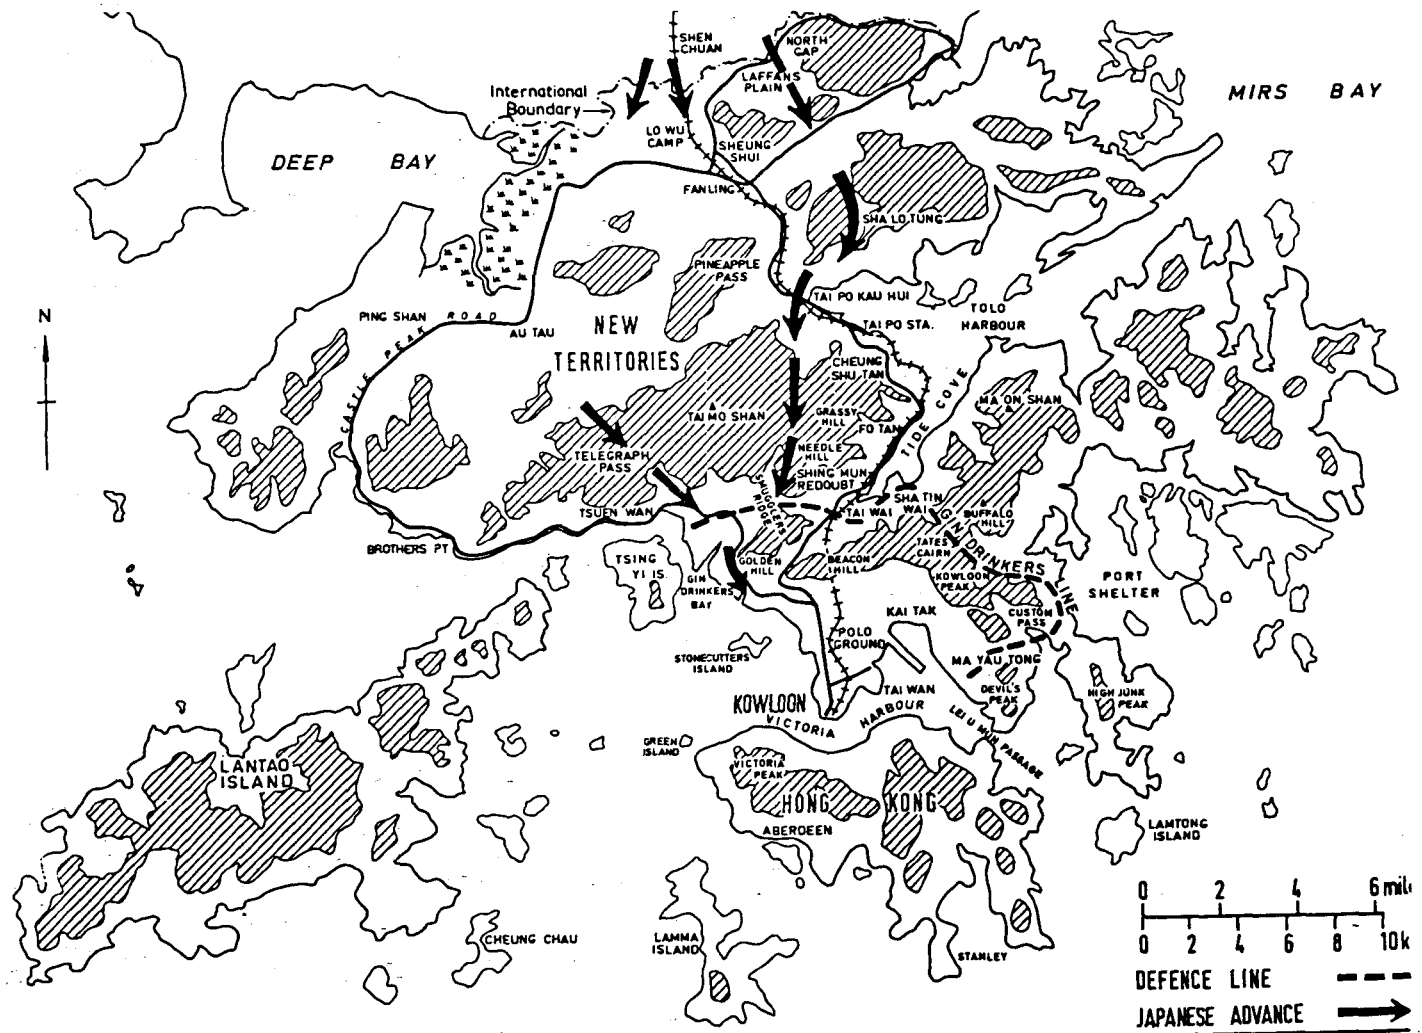 SHEN
CHUAN
NORTH
GAP
LAFFANS
PLAIN
MIRS BAY
International
Boundary
LO WU
CAMP
SHEUNG
SHUI
DEEP BAY
FANLING
SHA LO TUNG
PINEAPPLE
PASS
TAI PO KAU HUI
TOLO
HARBOUR
TAI PO STA.
N
PING SHAN
CASTLE PEAK ROAD
AU TAU
NEW
TERRITORIES
CHEUNG
SHU TAN
TIDE COVE
MA ON SHAN
TAI MO SHAN
GRASSY
HILL
FO TAN
NEEDLE
HILL
TELEGRAPH
PASS
SHING MUN
REDOUBT
SMUGGLERS
RIDGE
SHA TIN
WAI
TAI WAI
BUFFALO
HILL
GIN DRINKERS LINE
TSUEN WAN
BROTHERS PT
TATES
CAIRN
TSING
YI IS.
GOLDEN
HILL
BEACON
HILL
KOWLOON
PEAK
GIN
DRINKERS
BAY
PORT
SHELTER
KAI TAK
CUSTOM
PASS
POLO
GROUND
STONECUTTERS
ISLAND
MA YAU TONG
TAI WAN
DEVIL'S
PEAK
HIGH JUNK
PEAK
KOWLOON
VICTORIA HARBOUR
LEI U MUN PASSAGE
GREEN
ISLAND
LANTAO
ISLAND
VICTORIA
PEAK
HONG KONG
ABERDEEN
LAMTONG
ISLAND
CHEUNG CHAU
LAMMA
ISLAND
STANLEY
0 2 4 6 mil
0 2 4 6 8 10 k
DEFENCE LINE
JAPANESE ADVANCE